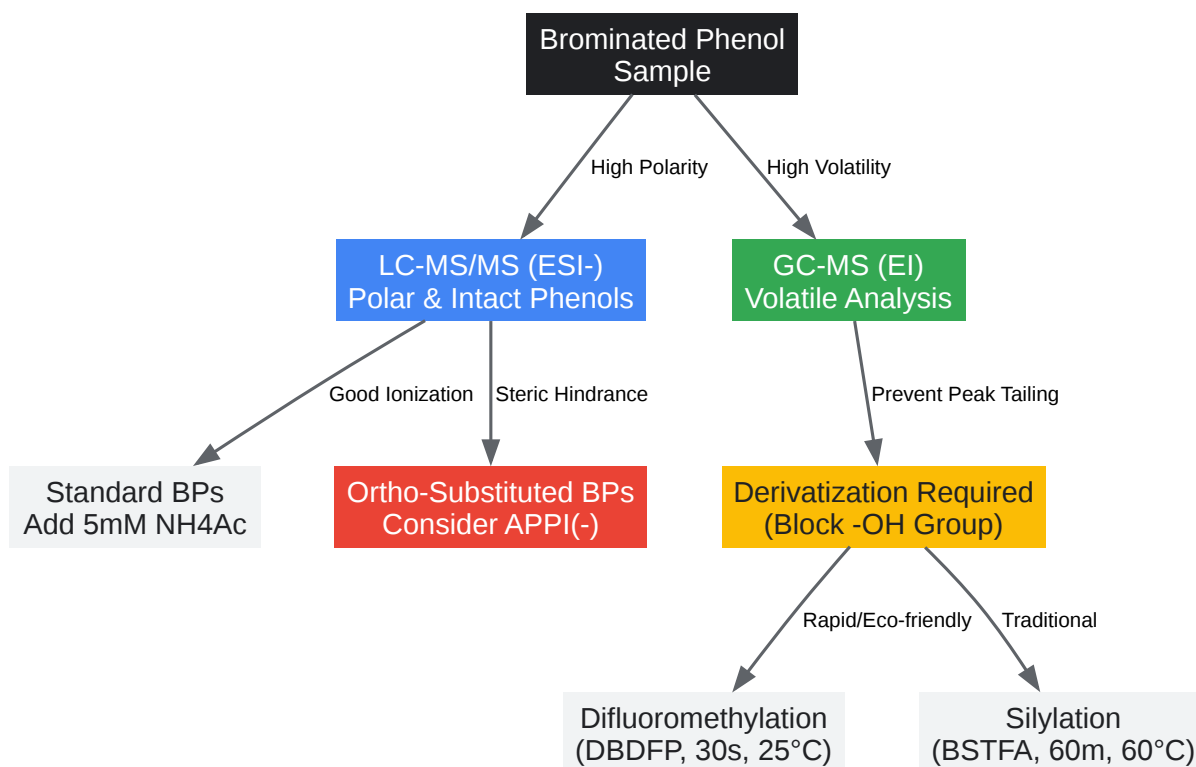 Brominated Phenol
Sample
High Polarity
High Volatility
LC-MS/MS (ESI-)
Polar & Intact Phenols
GC-MS (EI)
Volatile Analysis
Good Ionization
Steric Hindrance
Prevent Peak Tailing
Standard BPs
Add 5mM NH4Ac
Ortho-Substituted BPs
Consider APPI(-)
Derivatization Required
(Block -OH Group)
Rapid/Eco-friendly
Traditional
Difluoromethylation
(DBDFP, 30s, 25°C)
Silylation
(BSTFA, 60m, 60°C)